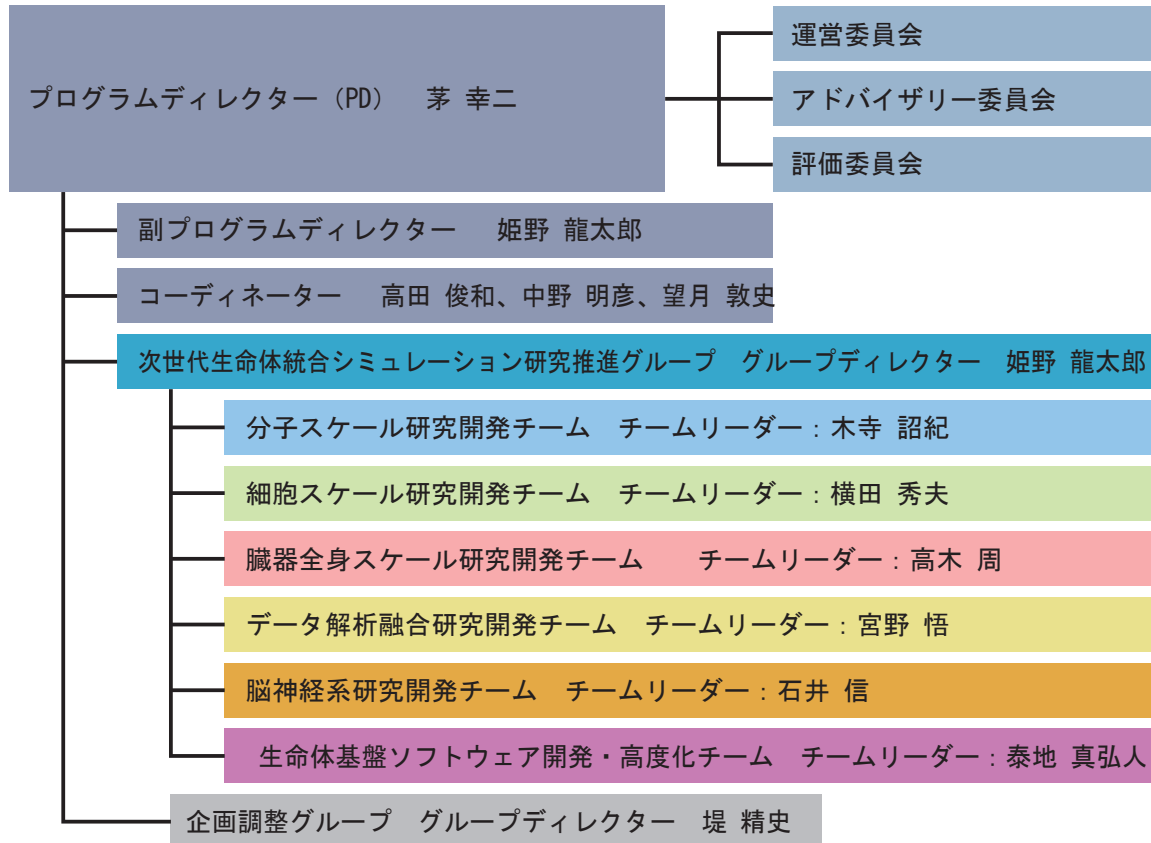 プログラムディレクター（PD）　茅 幸二
運営委員会
アドバイザリー委員会
評価委員会
副プログラムディレクター　姫野 龍太郎
コーディネーター　高田 俊和、中野 明彦、望月 敦史
次世代生命体統合シミュレーション研究推進グループ　グループディレクター　姫野 龍太郎
分子スケール研究開発チーム　チームリーダー：木寺 詔紀
細胞スケール研究開発チーム　チームリーダー：横田 秀夫
臓器全身スケール研究開発チーム　　チームリーダー：高木 周
データ解析融合研究開発チーム　チームリーダー：宮野 悟
脳神経系研究開発チーム　チームリーダー：石井 信
生命体基盤ソフトウェア開発・高度化チーム　チームリーダー：泰地 真弘人
企画調整グループ　グループディレクター　堤 精史